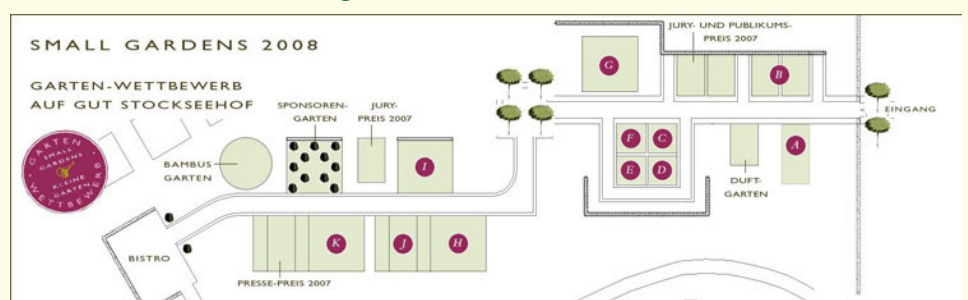 SMALL GARDENS 2008
GARTEN-WETTBEWERB
AUF GUT STOCKSEEHOF
JURY- UND PUBLIKUMS-
PREIS 2007
SPONSOREN-
GARTEN
JURY-
PREIS 2007
EINGANG
BAMBUS
GARTEN
DUFT-
GARTEN
BISTRO
PRESSE-PREIS 2007
GARTEN
WETTBEWERB
SMALL
GARDENS
KLEINE
GÄRTEN
G
B
F
C
A
E
D
I
K
J
H